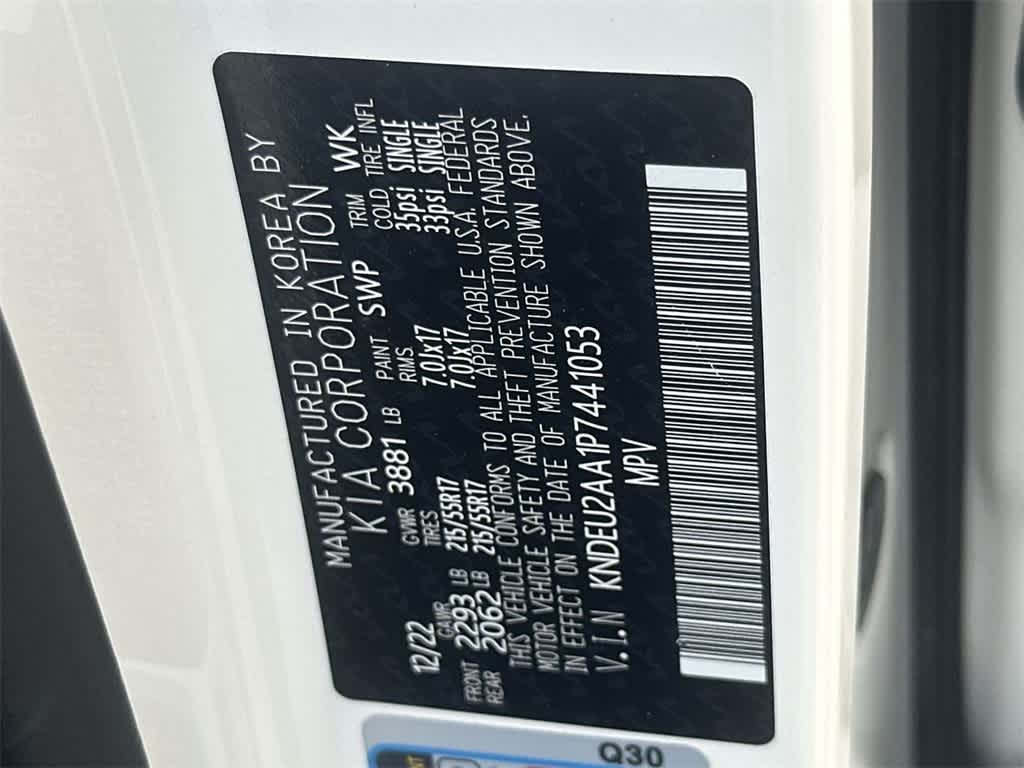 MANUFACTURED IN KOREA BY
KIA CORPORATION
12/22 GVWR 3881 LB PAINT SWP TRIM WK
GAWR TIRES RIMS COLD TIRE INFL
FRONT 2293 LB 215/55R17 7.0Jx17 35psi SINGLE
REAR 2062 LB 215/55R17 7.0Jx17 33psi SINGLE
THIS VEHICLE CONFORMS TO ALL APPLICABLE U.S.A. FEDERAL
MOTOR VEHICLE SAFETY AND THEFT PREVENTION STANDARDS
IN EFFECT ON THE DATE OF MANUFACTURE SHOWN ABOVE.
V.I.N KNDEU2AA1P7441053
MPV
Q30